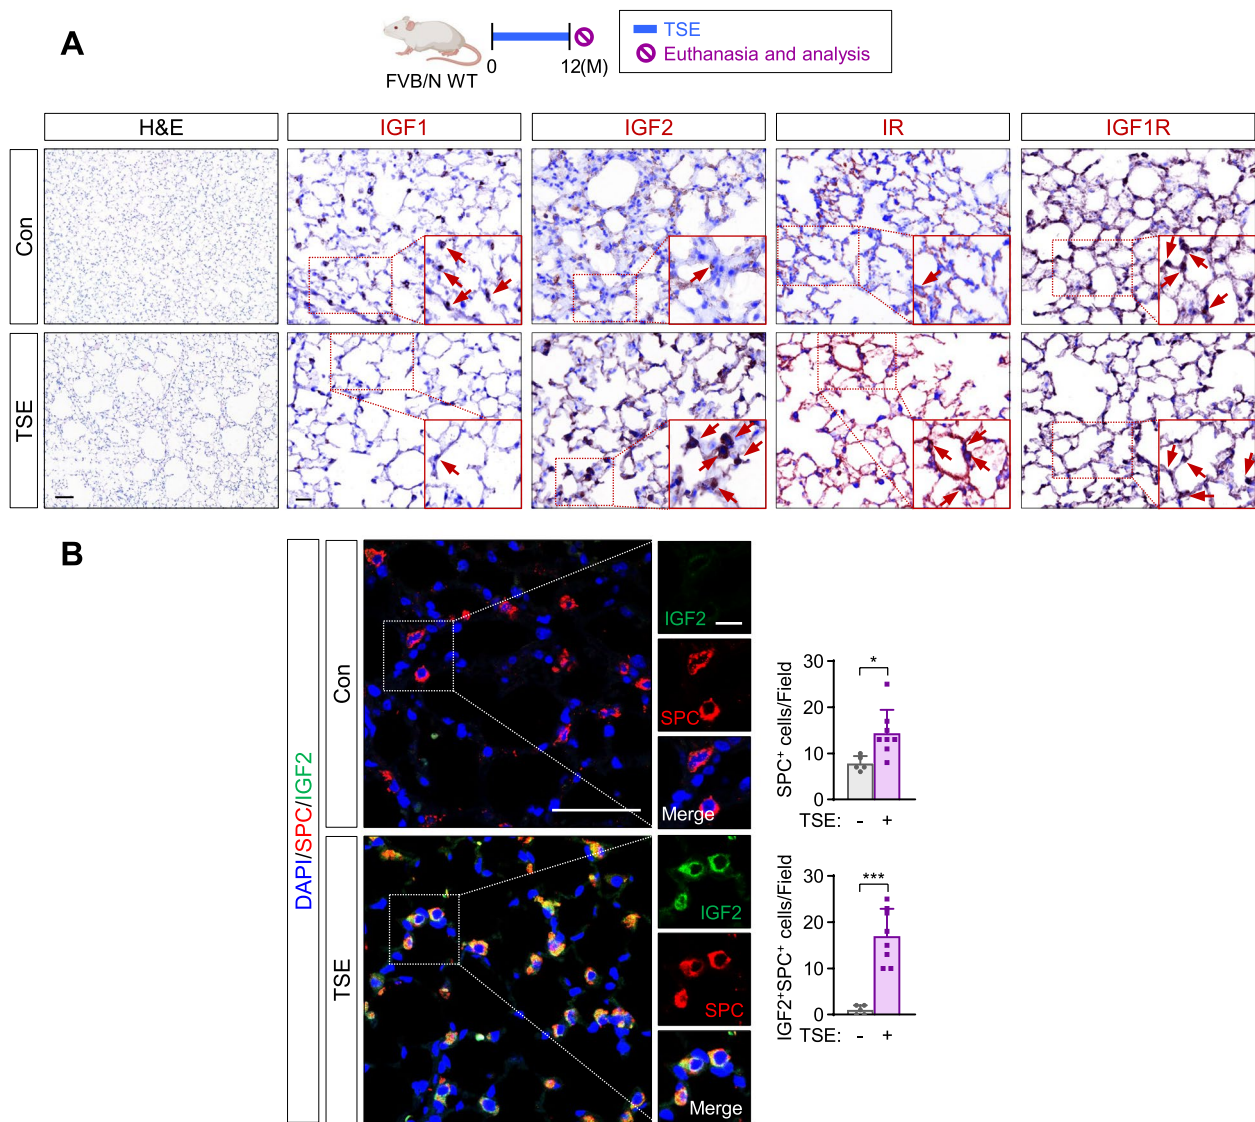 A
FVB/N WT
0
12(M)
TSE
Euthanasia and analysis
H&E
IGF1
IGF2
IR
IGF1R
Con
TSE
B
DAPI/SPC/IGF2
Con
IGF2
SPC
Merge
TSE
IGF2
SPC
Merge
SPC+ cells/Field
30
20
10
0
*
TSE: - +
IGF2+SPC+ cells/Field
30
20
10
0
***
TSE: - +